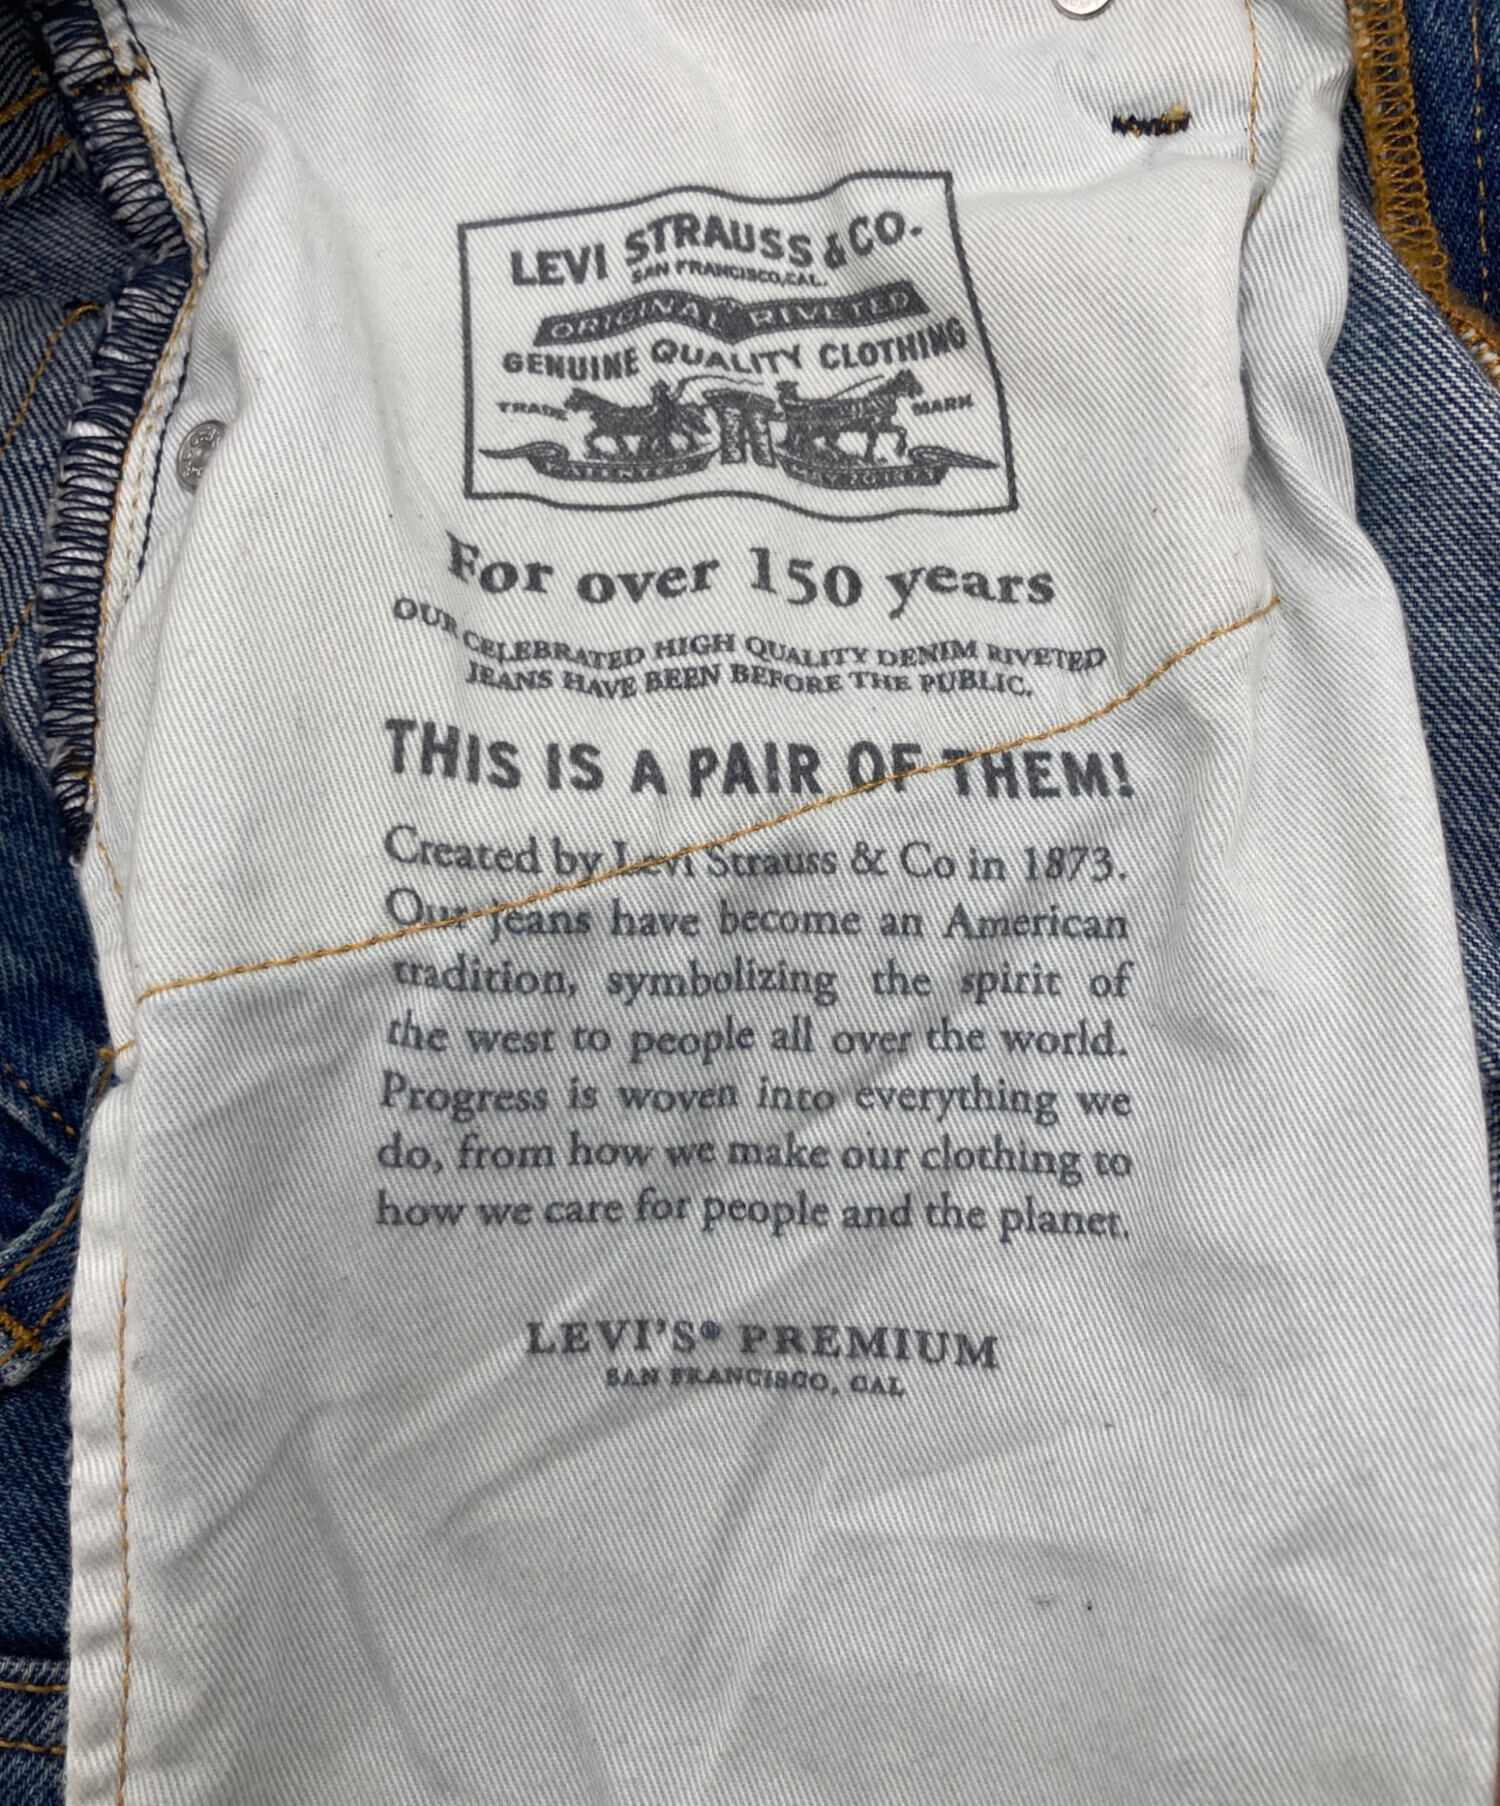 LEVI STRAUSS & CO.
SAN FRANCISCO, CAL.
ORIGINAL RIVETED
GENUINE QUALITY CLOTHING
TRADE MARK
For over 150 years
OUR CELEBRATED HIGH QUALITY DENIM RIVETED
JEANS HAVE BEEN BEFORE THE PUBLIC.
THIS IS A PAIR OF THEM!
Created by Levi Strauss & Co in 1873.
Our jeans have become an American
tradition, symbolizing the spirit of
the west to people all over the world.
Progress is woven into everything we
do, from how we make our clothing to
how we care for people and the planet.
LEVI'S® PREMIUM
SAN FRANCISCO, CAL